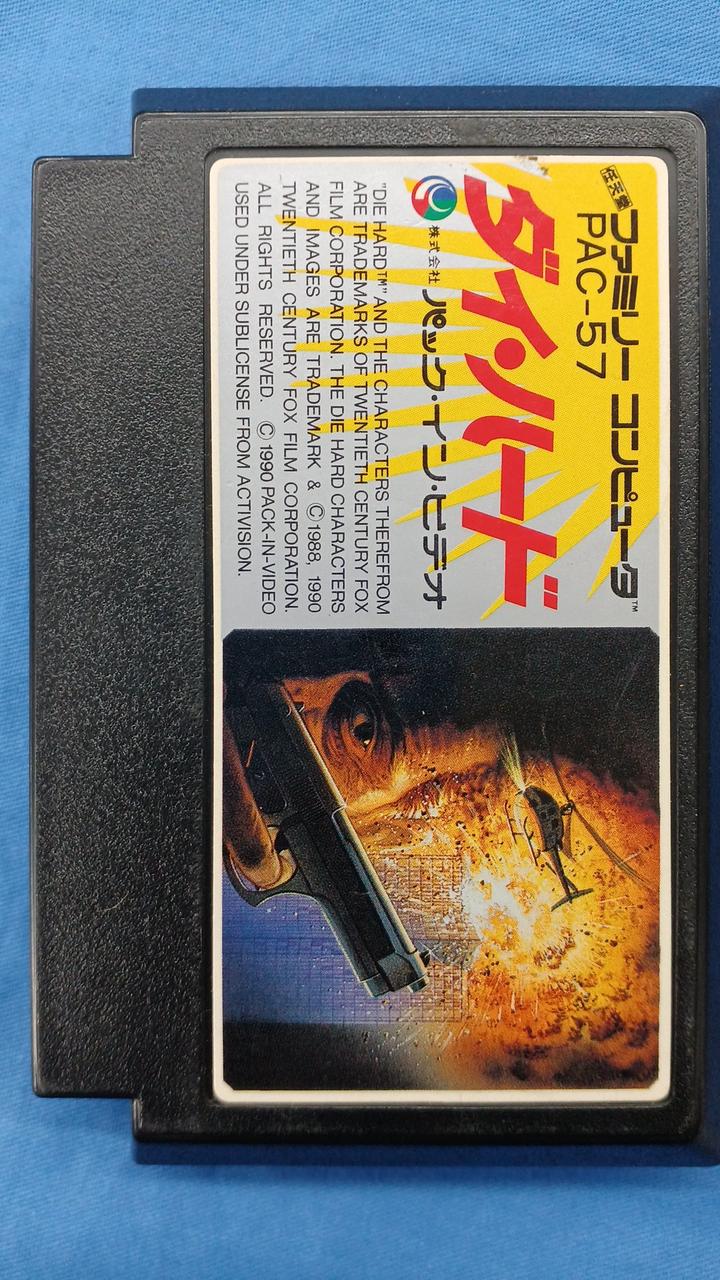 任天堂 ファミリー コンピュータ™
PAC-57
ダイ・ハード
株式会社 パック・イン・ビデオ
"DIE HARD™" AND THE CHARACTERS THEREFROM
ARE TRADEMARKS OF TWENTIETH CENTURY FOX
FILM CORPORATION. THE DIE HARD CHARACTERS
AND IMAGES ARE TRADEMARK & ©1988, 1990
TWENTIETH CENTURY FOX FILM CORPORATION.
ALL RIGHTS RESERVED. ©1990 PACK-IN-VIDEO
USED UNDER SUBLICENSE FROM ACTIVISION.